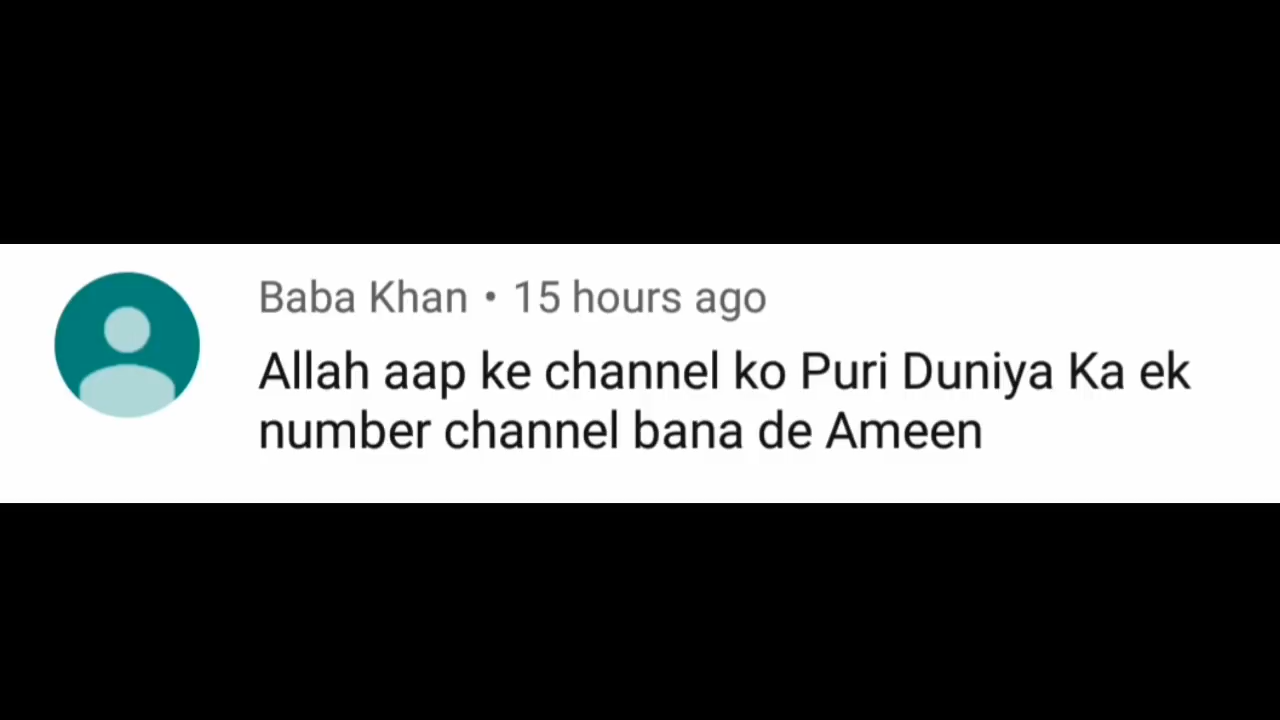 Baba Khan • 15 hours ago
Allah aap ke channel ko Puri Duniya Ka ek
number channel bana de Ameen